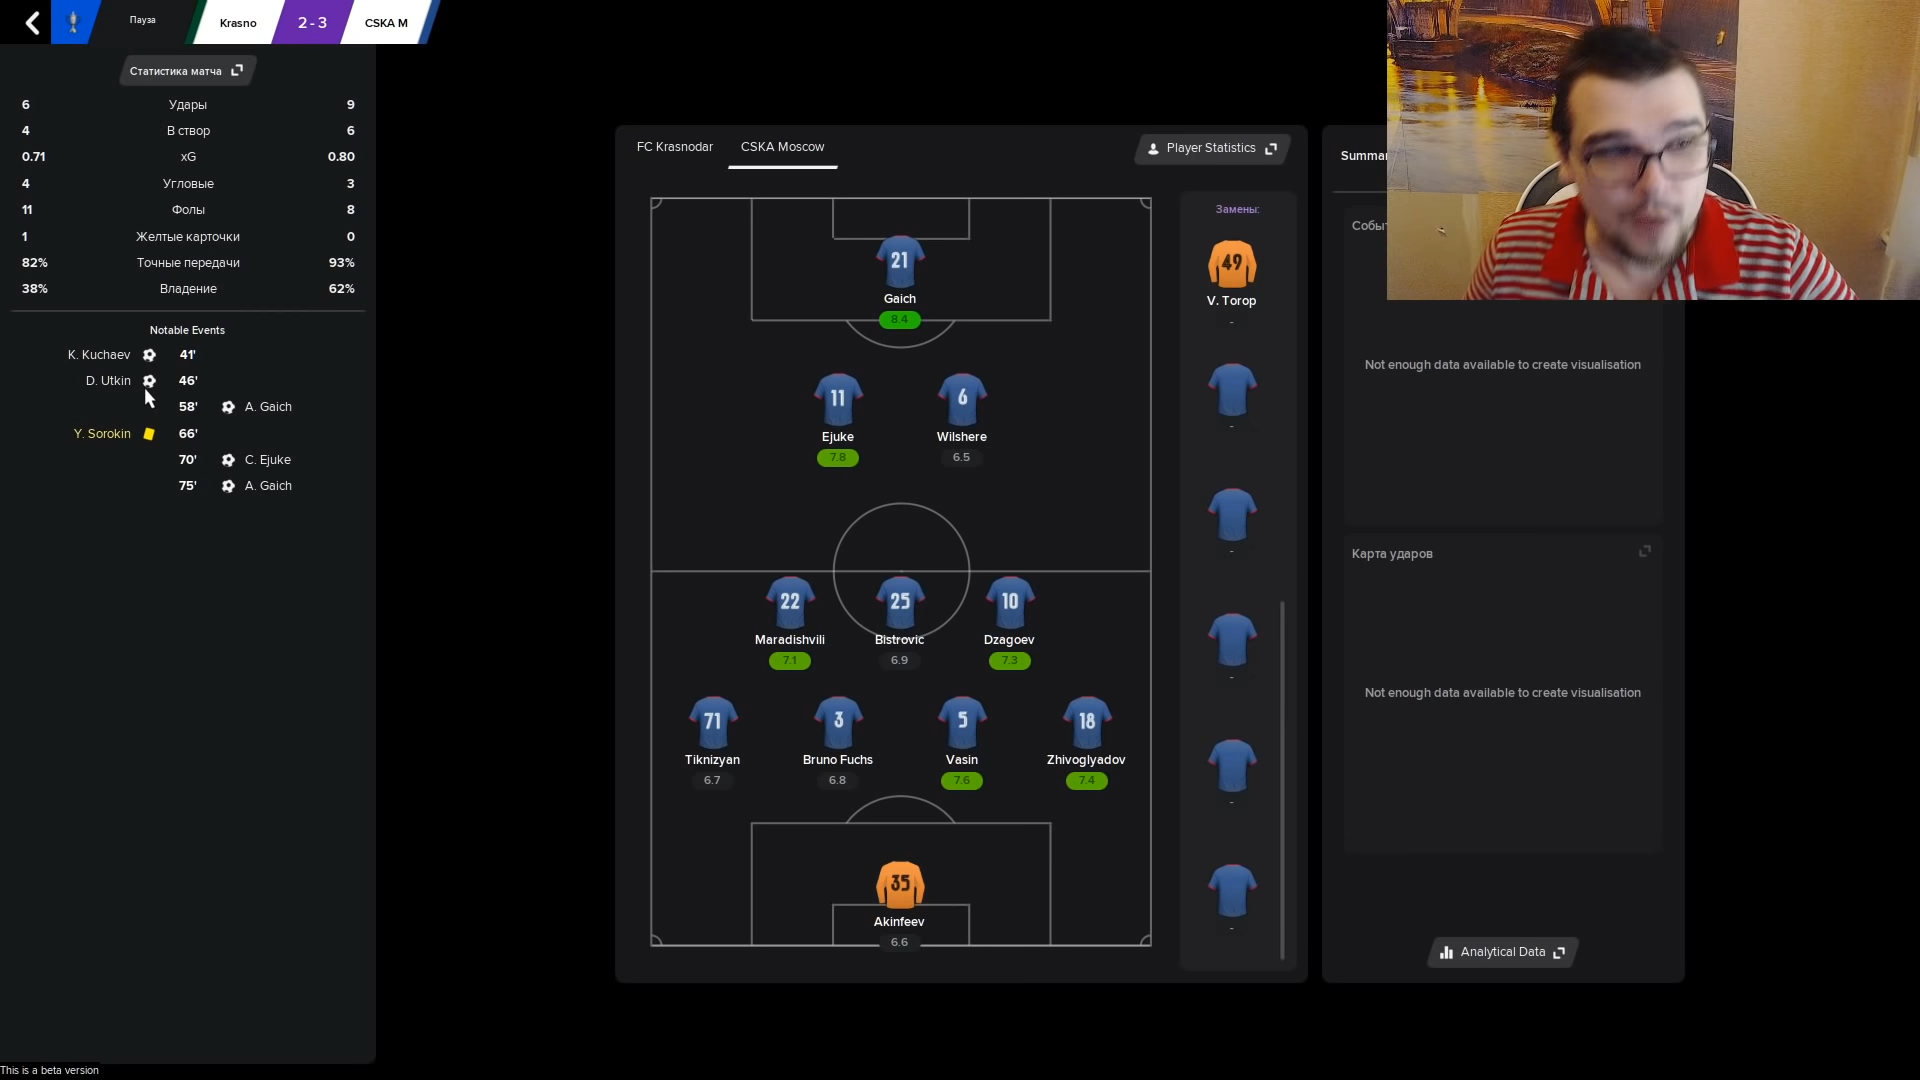 Пауза
Krasno
2 - 3
CSKA M
Статистика матча
6 Удары 9
4 В створ 6
0.71 xG 0.80
4 Угловые 3
11 Фолы 8
1 Желтые карточки 0
82% Точные передачи 93%
38% Владение 62%
Notable Events
K. Kuchaev 41'
D. Utkin 46'
58' A. Gaich
Y. Sorokin 66'
70' C. Ejuke
75' A. Gaich
This is a beta version
FC Krasnodar
CSKA Moscow
Player Statistics
21
Gaich
8.4
11
Ejuke
7.8
6
Wilshere
6.5
22
Maradishvili
7.1
25
Bistrovic
6.9
10
Dzagoev
7.3
71
Tiknizyan
6.7
3
Bruno Fuchs
6.8
5
Vasin
7.6
18
Zhivoglyadov
7.4
35
Akinfeev
6.6
Замены:
49
V. Torop
-
-
-
-
-
-
Summar
Событ
Not enough data available to create visualisation
Карта ударов
Not enough data available to create visualisation
Analytical Data